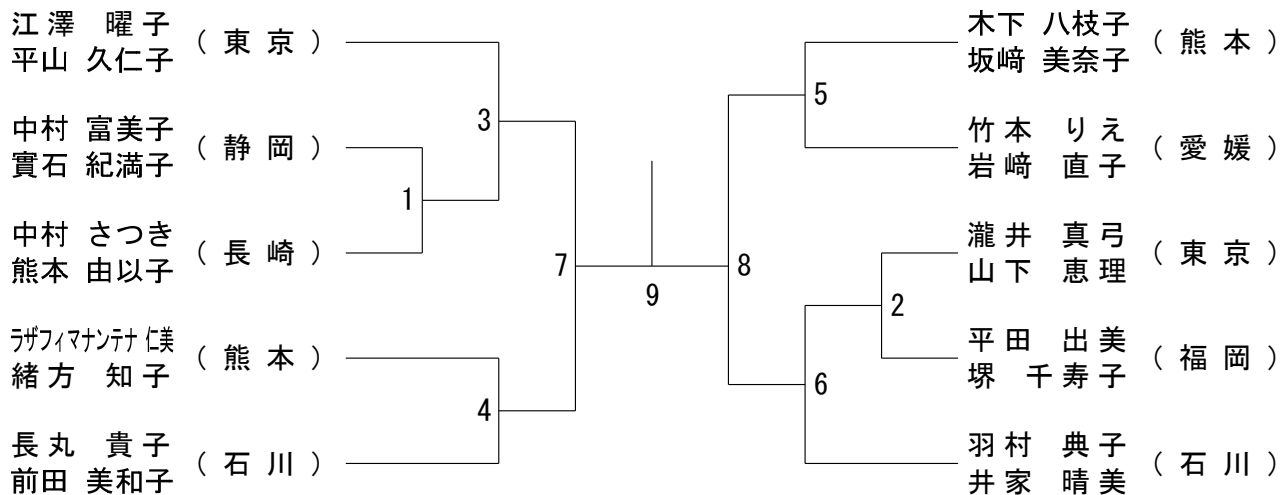 江澤 曜子
平山 久仁子
(東京)
中村 富美子
實石 紀満子
(静岡)
中村 さつき
熊本 由以子
(長崎)
ラザフィマナンテナ 仁美
緒方 知子
(熊本)
長丸 貴子
前田 美和子
(石川)
1
3
4
7
9
8
5
2
6
木下 八枝子
坂﨑 美奈子
(熊本)
竹本 りえ
岩﨑 直子
(愛媛)
瀧井 真弓
山下 恵理
(東京)
平田 出美
堺 千寿子
(福岡)
羽村 典子
井家 晴美
(石川)